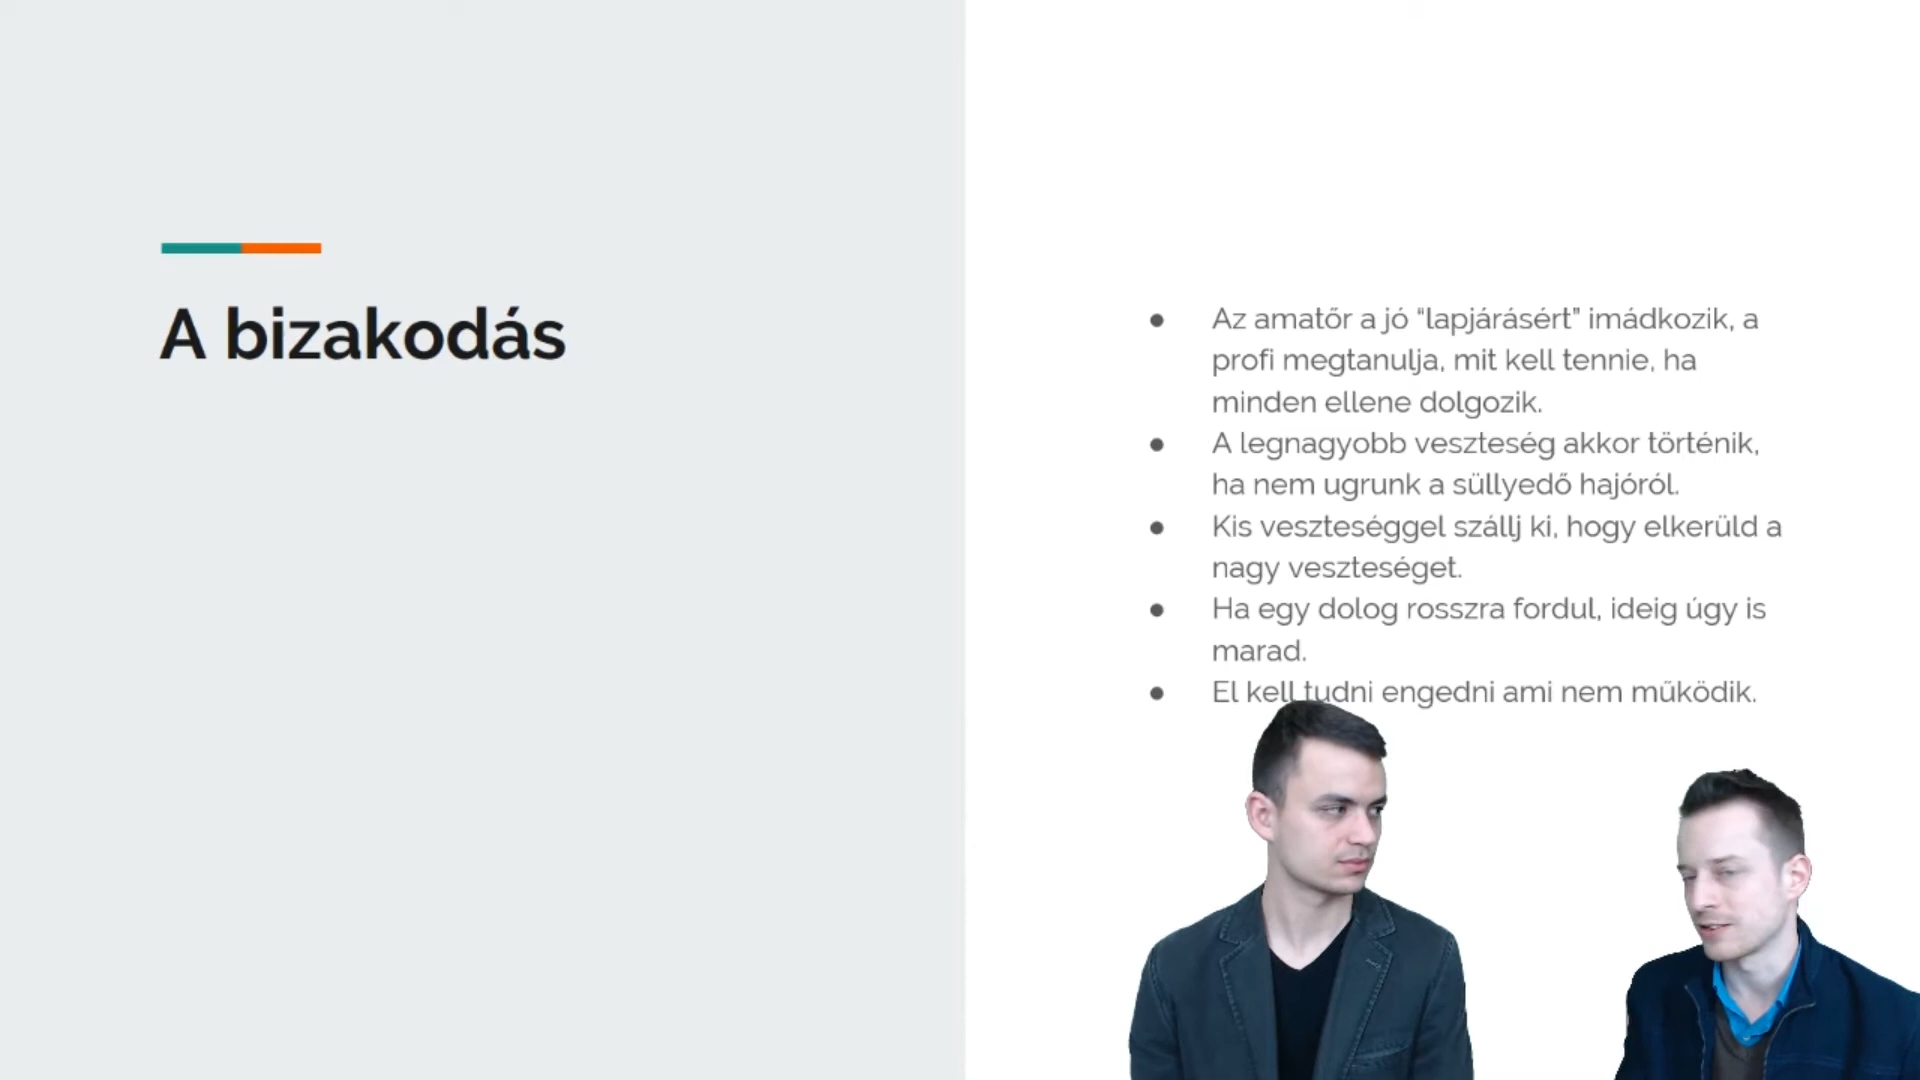 A bizakodás
● Az amatőr a jó “lapjárásért” imádkozik, a
profi megtanulja, mit kell tennie, ha
minden ellene dolgozik.
● A legnagyobb veszteség akkor történik,
ha nem ugrunk a süllyedő hajóról.
● Kis veszteséggel szállj ki, hogy elkerüld a
nagy veszteséget.
● Ha egy dolog rosszra fordul, ideig úgy is
marad.
● El kell tudni engedni ami nem működik.